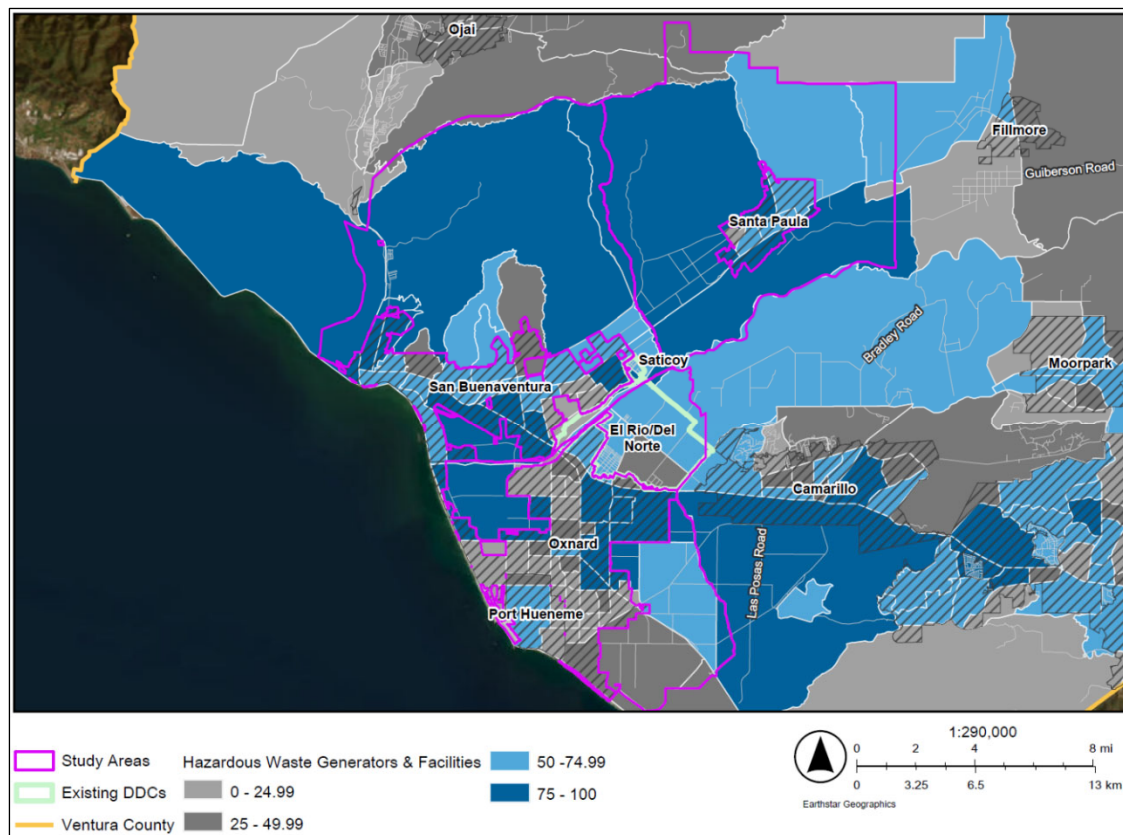 Ojai
Fillmore
Guiberson Road
Santa Paula
Bradley Road
Moorpark
Saticoy
San Buenaventura
El Rio/Del
Norte
Camarillo
Oxnard
Las Posas Road
Port Hueneme
Study Areas
Existing DDCs
Ventura County
Hazardous Waste Generators & Facilities
0 - 24.99
25 - 49.99
50 -74.99
75 - 100
1:290,000
0 2 4 8 mi
0 3.25 6.5 13 km
Earthstar Geographics